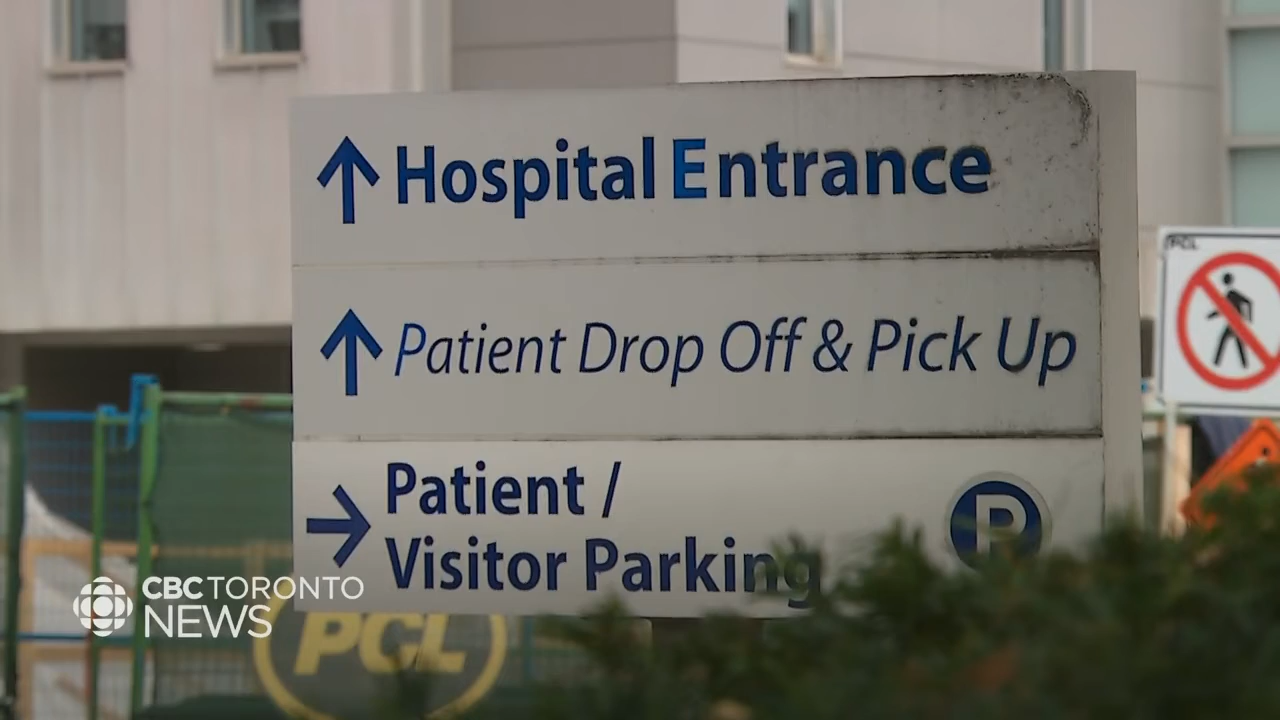 Hospital Entrance
Patient Drop Off & Pick Up
Patient /
Visitor Parking
P
PCL
CBC TORONTO
NEWS
PCL